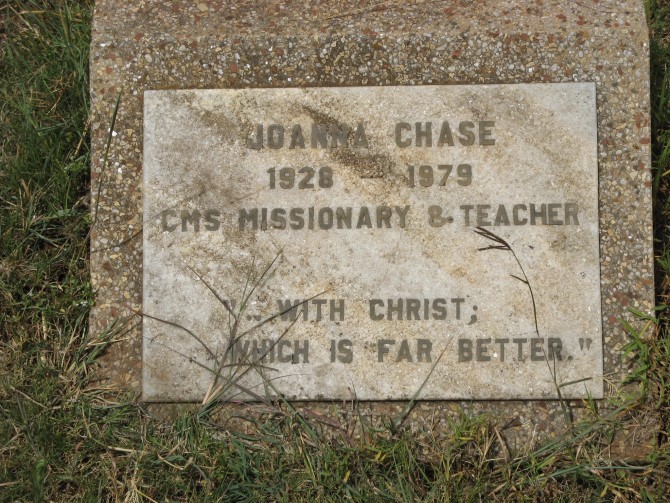 JOANNA CHASE
1928 — 1979
CMS MISSIONARY & TEACHER
".. WITH CHRIST;
WHICH IS FAR BETTER."